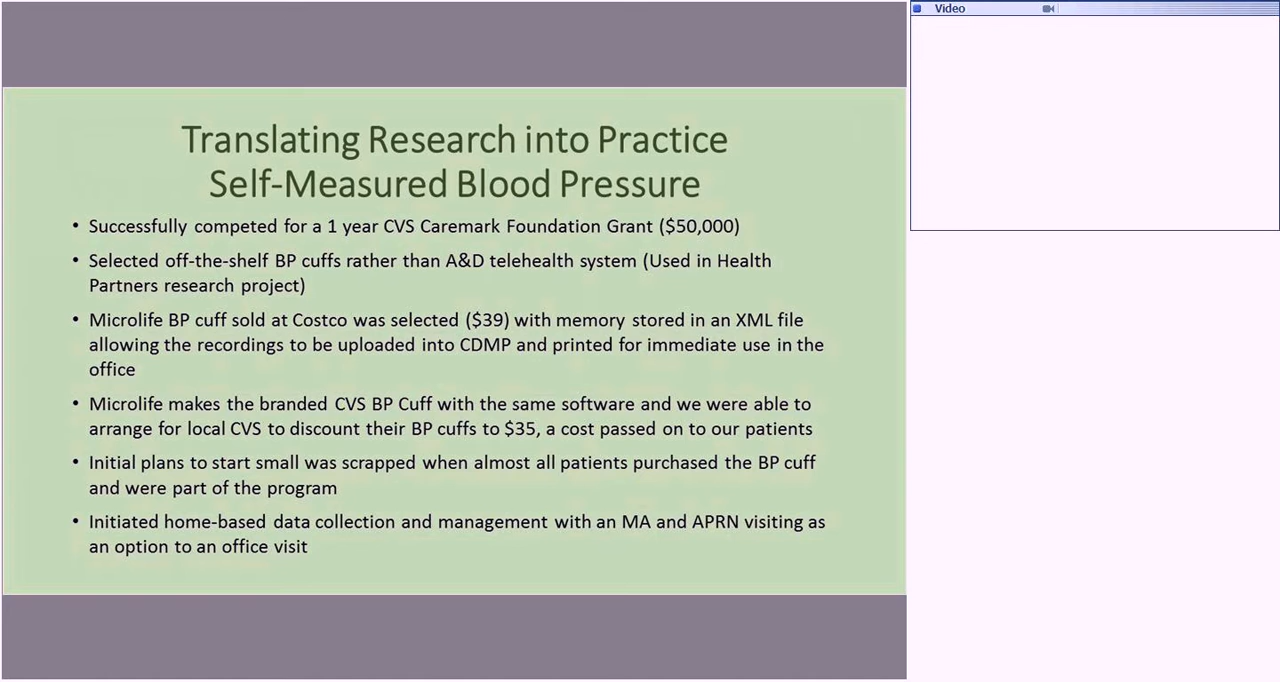 Video
Translating Research into Practice
Self-Measured Blood Pressure
• Successfully competed for a 1 year CVS Caremark Foundation Grant ($50,000)
• Selected off-the-shelf BP cuffs rather than A&D telehealth system (Used in Health
Partners research project)
• Microlife BP cuff sold at Costco was selected ($39) with memory stored in an XML file
allowing the recordings to be uploaded into CDMP and printed for immediate use in the
office
• Microlife makes the branded CVS BP Cuff with the same software and we were able to
arrange for local CVS to discount their BP cuffs to $35, a cost passed on to our patients
• Initial plans to start small was scrapped when almost all patients purchased the BP cuff
and were part of the program
• Initiated home-based data collection and management with an MA and APRN visiting as
an option to an office visit